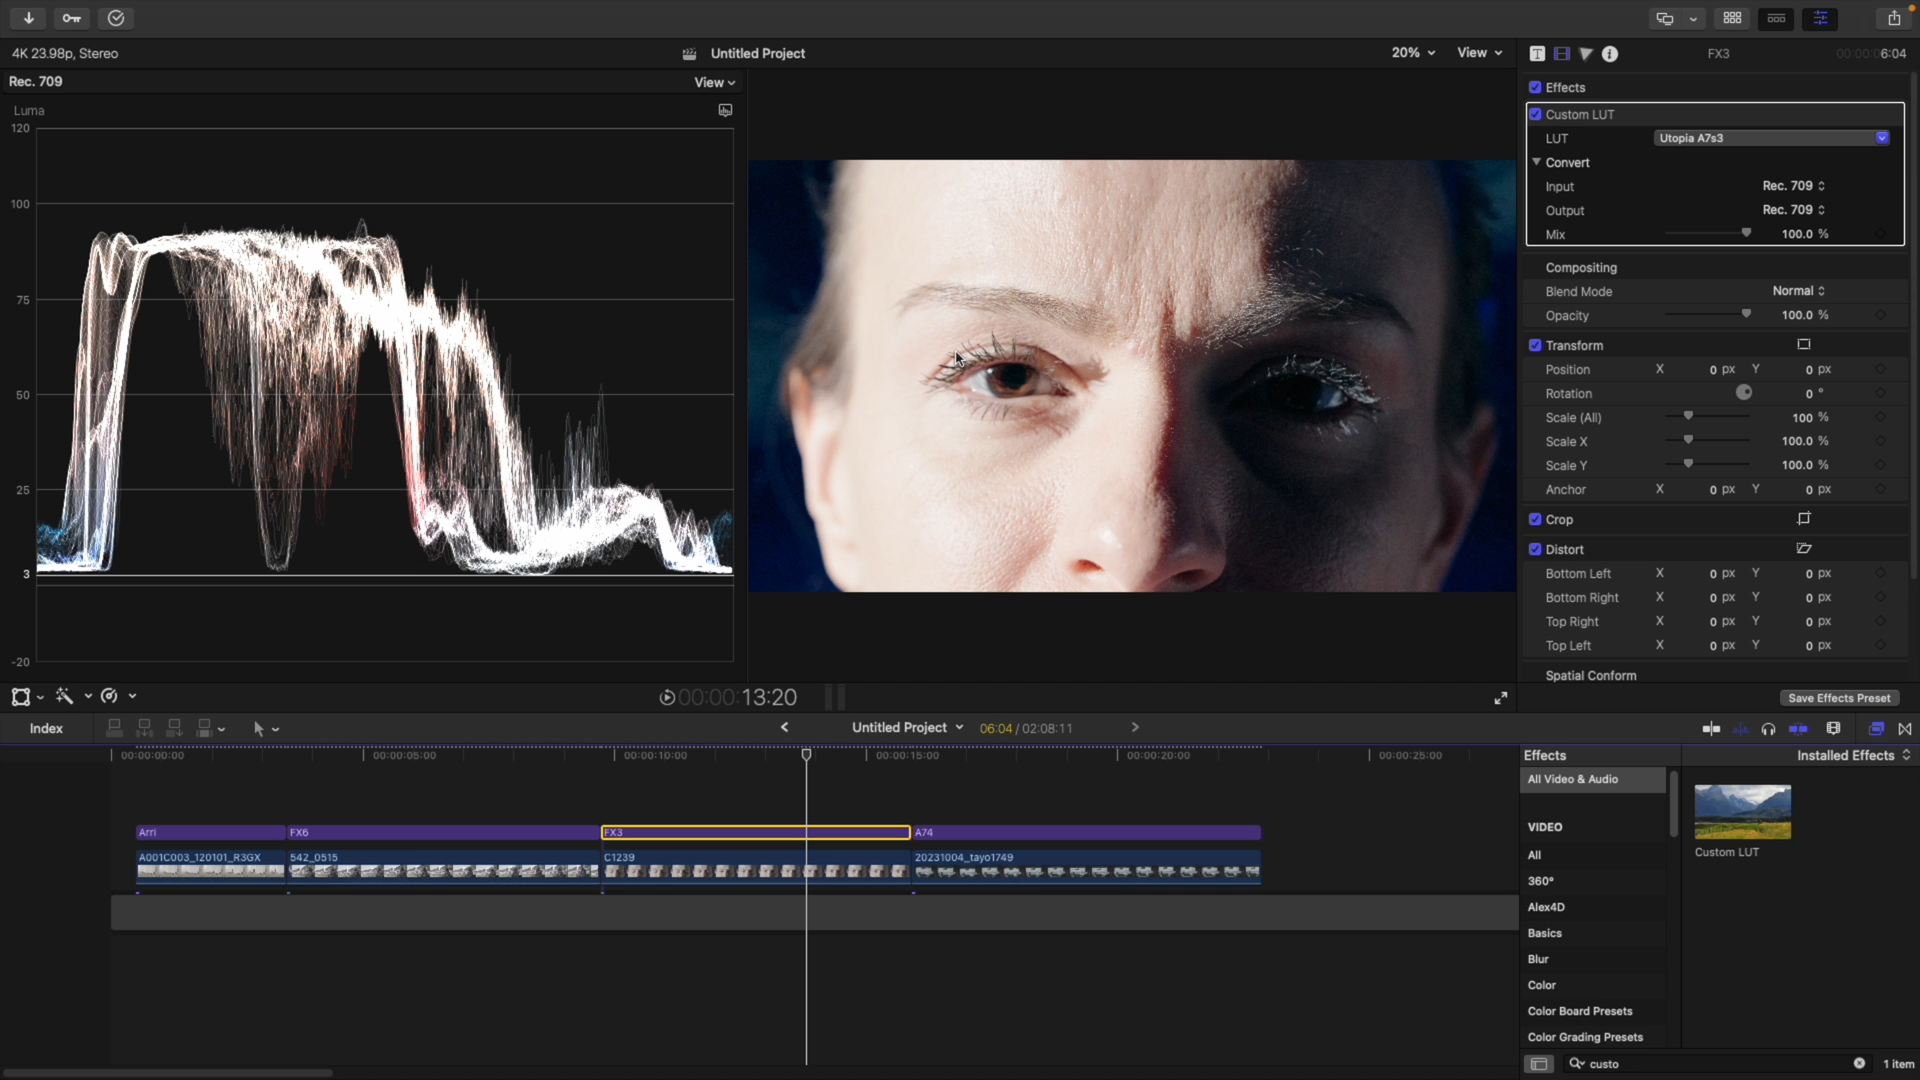 4K 23.98p, Stereo
Untitled Project
20%
View
FX3
00:00:06:04
Rec. 709
View
Luma
120
100
75
50
25
3
-20
Effects
Custom LUT
LUT
Utopia A7s3
Convert
Input
Rec. 709
Output
Rec. 709
Mix
100.0 %
Compositing
Blend Mode
Normal
Opacity
100.0 %
Transform
Position
X 0 px Y 0 px
Rotation
0 °
Scale (All)
100 %
Scale X
100.0 %
Scale Y
100.0 %
Anchor
X 0 px Y 0 px
Crop
Distort
Bottom Left
X 0 px Y 0 px
Bottom Right
X 0 px Y 0 px
Top Right
X 0 px Y 0 px
Top Left
X 0 px Y 0 px
Spatial Conform
Save Effects Preset
00:00:13:20
Index
Untitled Project
06:04 / 02:08:11
00:00:00:00
00:00:05:00
00:00:10:00
00:00:15:00
00:00:20:00
00:00:25:00
Arri
FX6
FX3
A74
A001C003_120101_R3GX
542_0515
C1239
20231004_tayo1749
Effects
Installed Effects
All Video & Audio
VIDEO
All
360°
Alex4D
Basics
Blur
Color
Color Board Presets
Color Grading Presets
Custom LUT
custo
1 item